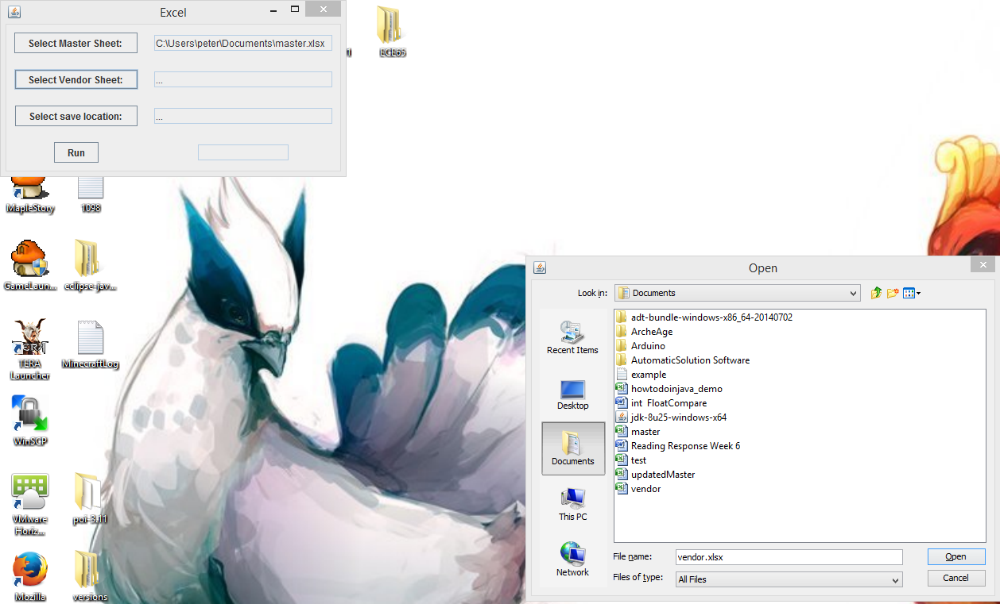 Excel
Select Master Sheet:
C:\Users\peter\Documents\master.xlsx
Select Vendor Sheet:
...
Select save location:
...
Run
ECE65
MapleStory
1098
GameLaun...
eclipse-jav...
TERA
TERA
Launcher
MinecraftLog
WinSCP
VMware
Horiz...
poi-3.11
Mozilla
versions
Open
Look in:
Documents
Recent Items
Desktop
Documents
This PC
Network
adt-bundle-windows-x86_64-20140702
ArcheAge
Arduino
AutomaticSolution Software
example
howtodoinjava_demo
int FloatCompare
jdk-8u25-windows-x64
master
Reading Response Week 6
test
updatedMaster
vendor
File name:
vendor.xlsx
Open
Files of type:
All Files
Cancel